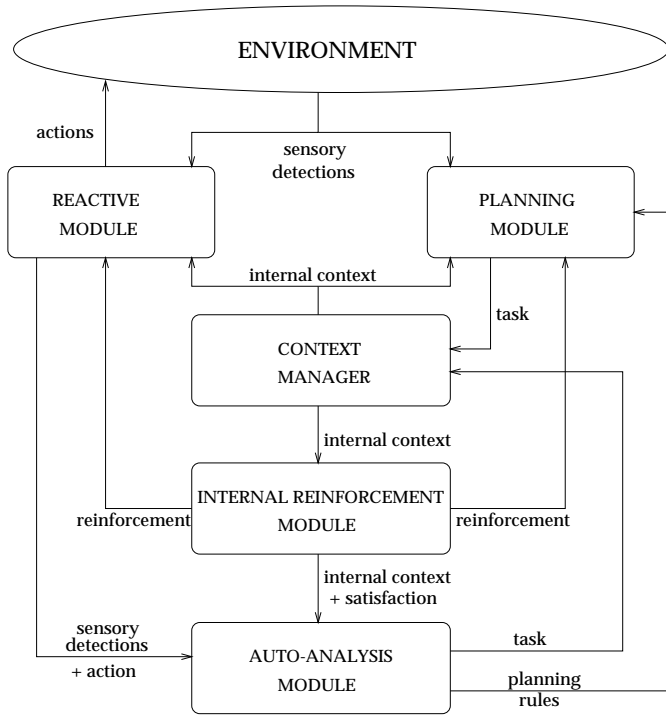 ENVIRONMENT
actions
sensory
detections
REACTIVE
MODULE
PLANNING
MODULE
internal context
task
CONTEXT
MANAGER
internal context
INTERNAL REINFORCEMENT
MODULE
reinforcement
reinforcement
internal context
+ satisfaction
sensory
detections
+ action
AUTO-ANALYSIS
MODULE
task
planning
rules